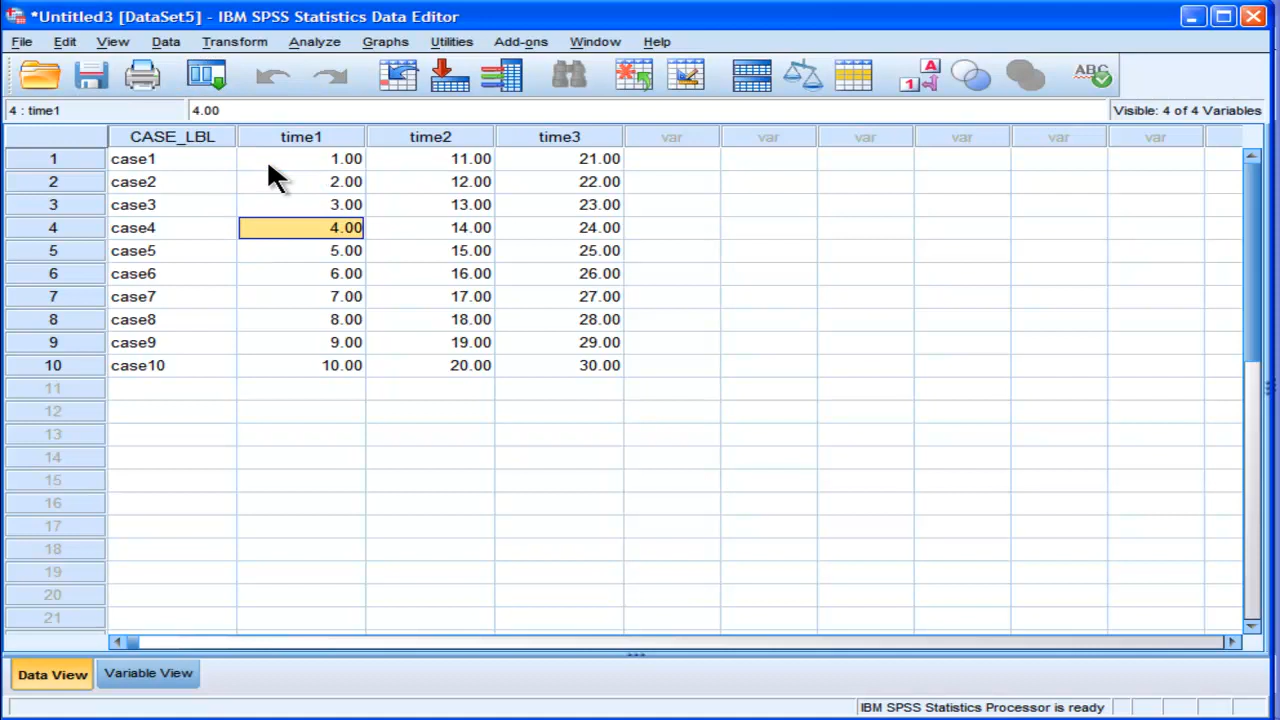 *Untitled3 [DataSet5] - IBM SPSS Statistics Data Editor
File Edit View Data Transform Analyze Graphs Utilities Add-ons Window Help
1 A
ABC
4 : time1 4.00 Visible: 4 of 4 Variables
CASE_LBL time1 time2 time3 var var var var var var
1 case1 1.00 11.00 21.00
2 case2 2.00 12.00 22.00
3 case3 3.00 13.00 23.00
4 case4 4.00 14.00 24.00
5 case5 5.00 15.00 25.00
6 case6 6.00 16.00 26.00
7 case7 7.00 17.00 27.00
8 case8 8.00 18.00 28.00
9 case9 9.00 19.00 29.00
10 case10 10.00 20.00 30.00
11
12
13
14
15
16
17
18
19
20
21
Data View Variable View
IBM SPSS Statistics Processor is ready